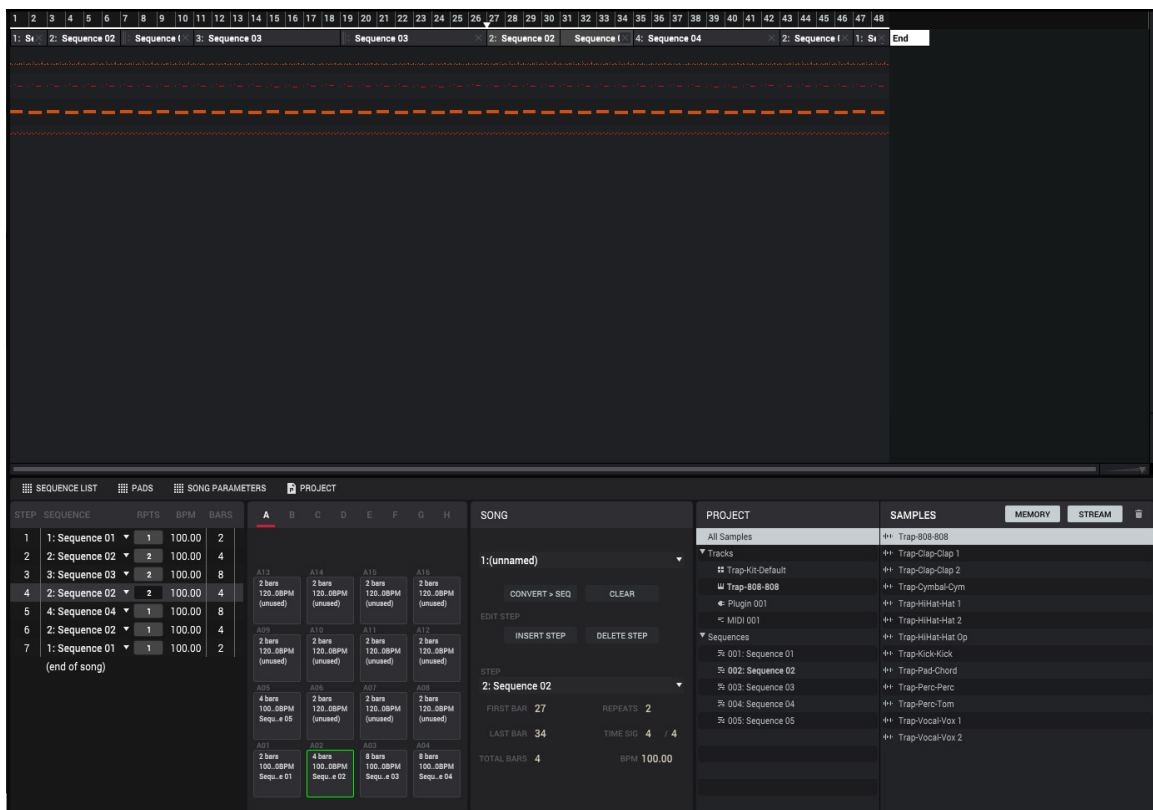 1 2 3 4 5 6 7 8 9 10 11 12 13 14 15 16 17 18 19 20 21 22 23 24 25 26 27 28 29 30 31 32 33 34 35 36 37 38 39 40 41 42 43 44 45 46 47 48
1: Se 2: Sequence 02 Sequence ( 3: Sequence 03 Sequence 03 2: Sequence 02 Sequence ( 4: Sequence 04 2: Sequence ( 1: Se End
SEQUENCE LIST PADS SONG PARAMETERS PROJECT
STEP SEQUENCE RPTS BPM BARS
1 1: Sequence 01 1 100.00 2
2 2: Sequence 02 2 100.00 4
3 3: Sequence 03 2 100.00 8
4 2: Sequence 02 2 100.00 4
5 4: Sequence 04 1 100.00 8
6 2: Sequence 02 1 100.00 4
7 1: Sequence 01 1 100.00 2
(end of song)
A B C D E F G H
A13 A14 A15 A16
2 bars 2 bars 2 bars 2 bars
120..0BPM 120..0BPM 120..0BPM 120..0BPM
(unused) (unused) (unused) (unused)
A09 A10 A11 A12
2 bars 2 bars 2 bars 2 bars
120..0BPM 120..0BPM 120..0BPM 120..0BPM
(unused) (unused) (unused) (unused)
A05 A06 A07 A08
4 bars 2 bars 2 bars 2 bars
100..0BPM 120..0BPM 120..0BPM 120..0BPM
Sequ..e 05 (unused) (unused) (unused)
A01 A02 A03 A04
2 bars 4 bars 8 bars 8 bars
100..0BPM 100..0BPM 100..0BPM 100..0BPM
Sequ..e 01 Sequ..e 02 Sequ..e 03 Sequ..e 04
SONG
1:(unnamed)
CONVERT > SEQ CLEAR
EDIT STEP
INSERT STEP DELETE STEP
STEP
2: Sequence 02
FIRST BAR 27 REPEATS 2
LAST BAR 34 TIME SIG 4 / 4
TOTAL BARS 4 BPM 100.00
PROJECT
All Samples
Tracks
Trap-Kit-Default
Trap-808-808
Plugin 001
MIDI 001
Sequences
001: Sequence 01
002: Sequence 02
003: Sequence 03
004: Sequence 04
005: Sequence 05
SAMPLES MEMORY STREAM
Trap-808-808
Trap-Clap-Clap 1
Trap-Clap-Clap 2
Trap-Cymbal-Cym
Trap-HiHat-Hat 1
Trap-HiHat-Hat 2
Trap-HiHat-Hat Op
Trap-Kick-Kick
Trap-Pad-Chord
Trap-Perc-Perc
Trap-Perc-Tom
Trap-Vocal-Vox 1
Trap-Vocal-Vox 2